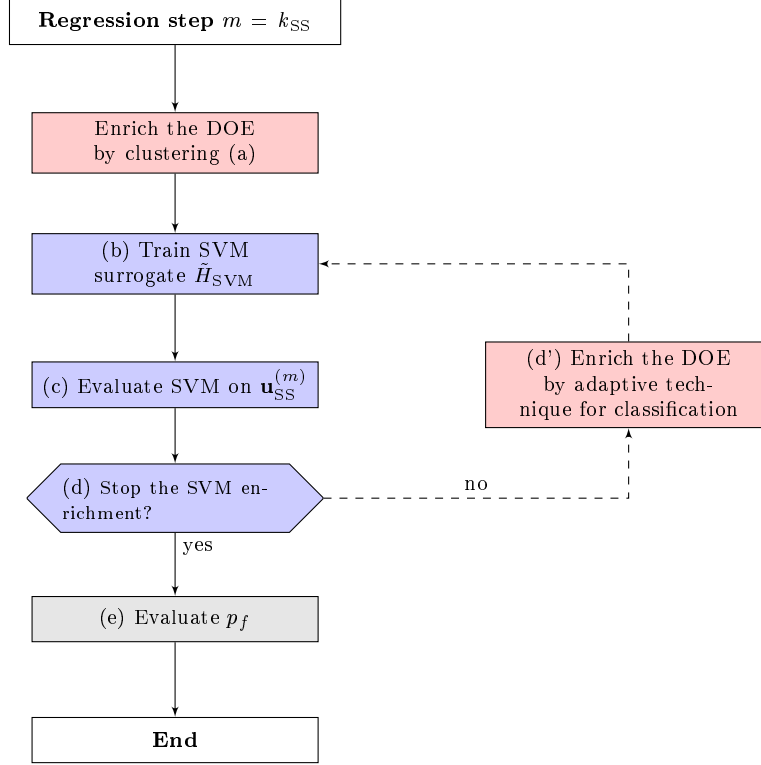 Regression step m = k_SS
Enrich the DOE
by clustering (a)
(b) Train SVM
surrogate H̃_SVM
(c) Evaluate SVM on u_SS^(m)
(d') Enrich the DOE
by adaptive tech-
nique for classification
(d) Stop the SVM en-
richment?
no
yes
(e) Evaluate p_f
End